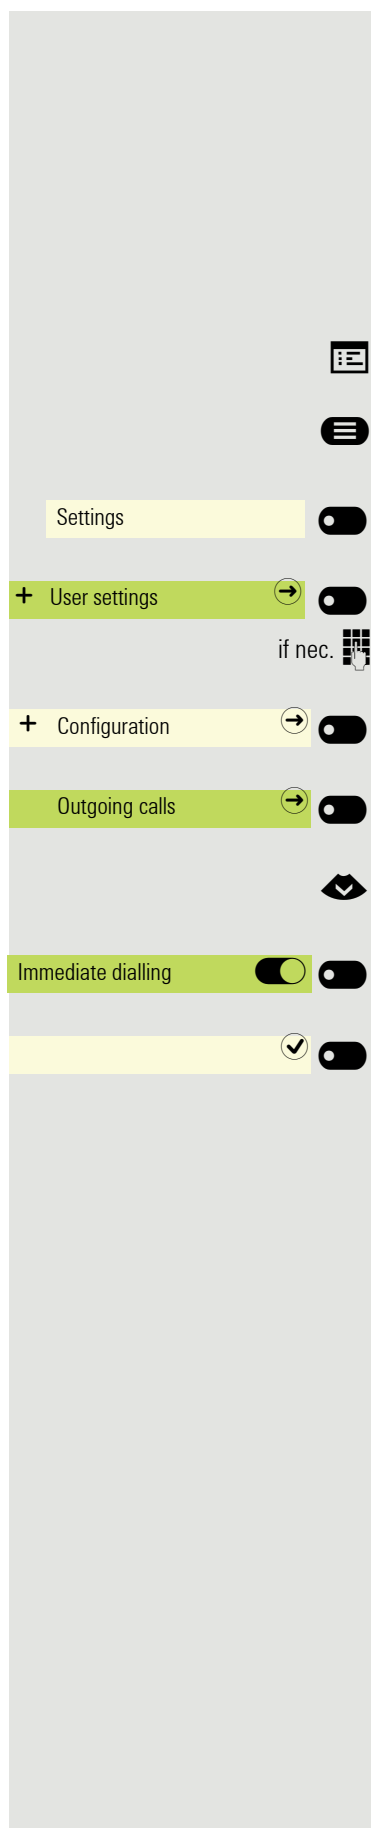 Settings
+ User settings
if nec.
+ Configuration
Outgoing calls
Immediate dialling